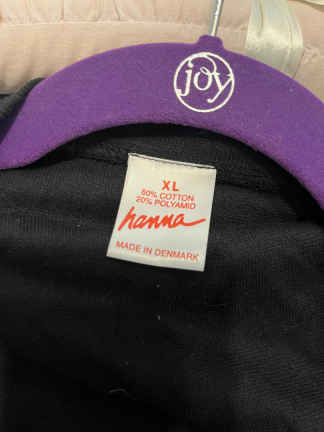 joy
XL
80% COTTON
20% POLYAMID
hanna
MADE IN DENMARK